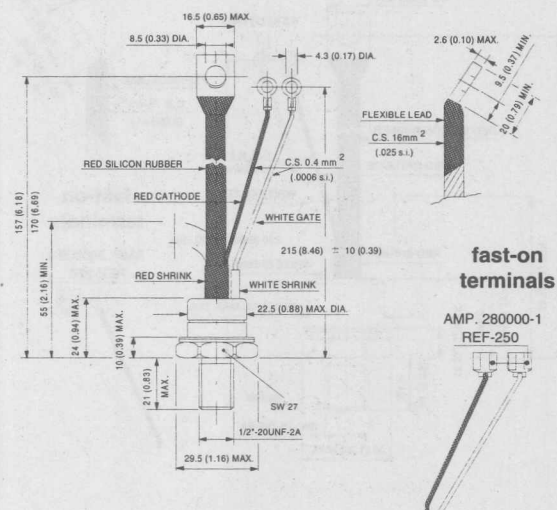 16.5 (0.65) MAX.
8.5 (0.33) DIA.
4.3 (0.17) DIA.
2.6 (0.10) MAX.
9.5 (0.37) MIN.
20 (0.79) MIN.
FLEXIBLE LEAD
C.S. 16mm 2
(.025 s.i.)
RED SILICON RUBBER
C.S. 0.4 mm 2
(.0006 s.i.)
RED CATHODE
WHITE GATE
157 (6.18)
170 (6.69)
215 (8.46) ± 10 (0.39)
55 (2.16) MIN.
RED SHRINK
WHITE SHRINK
24 (0.94) MAX.
22.5 (0.88) MAX. DIA.
10 (0.39) MAX.
21 (0.83)
MAX.
SW 27
1/2"-20UNF-2A
29.5 (1.16) MAX.
fast-on
terminals
AMP. 280000-1
REF-250